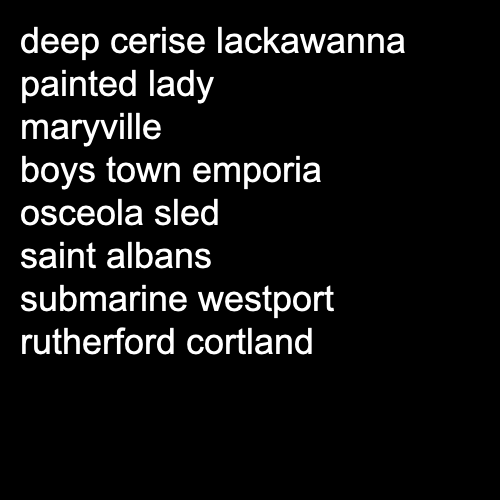 deep cerise lackawanna
painted lady
maryville
boys town emporia
osceola sled
saint albans
submarine westport
rutherford cortland